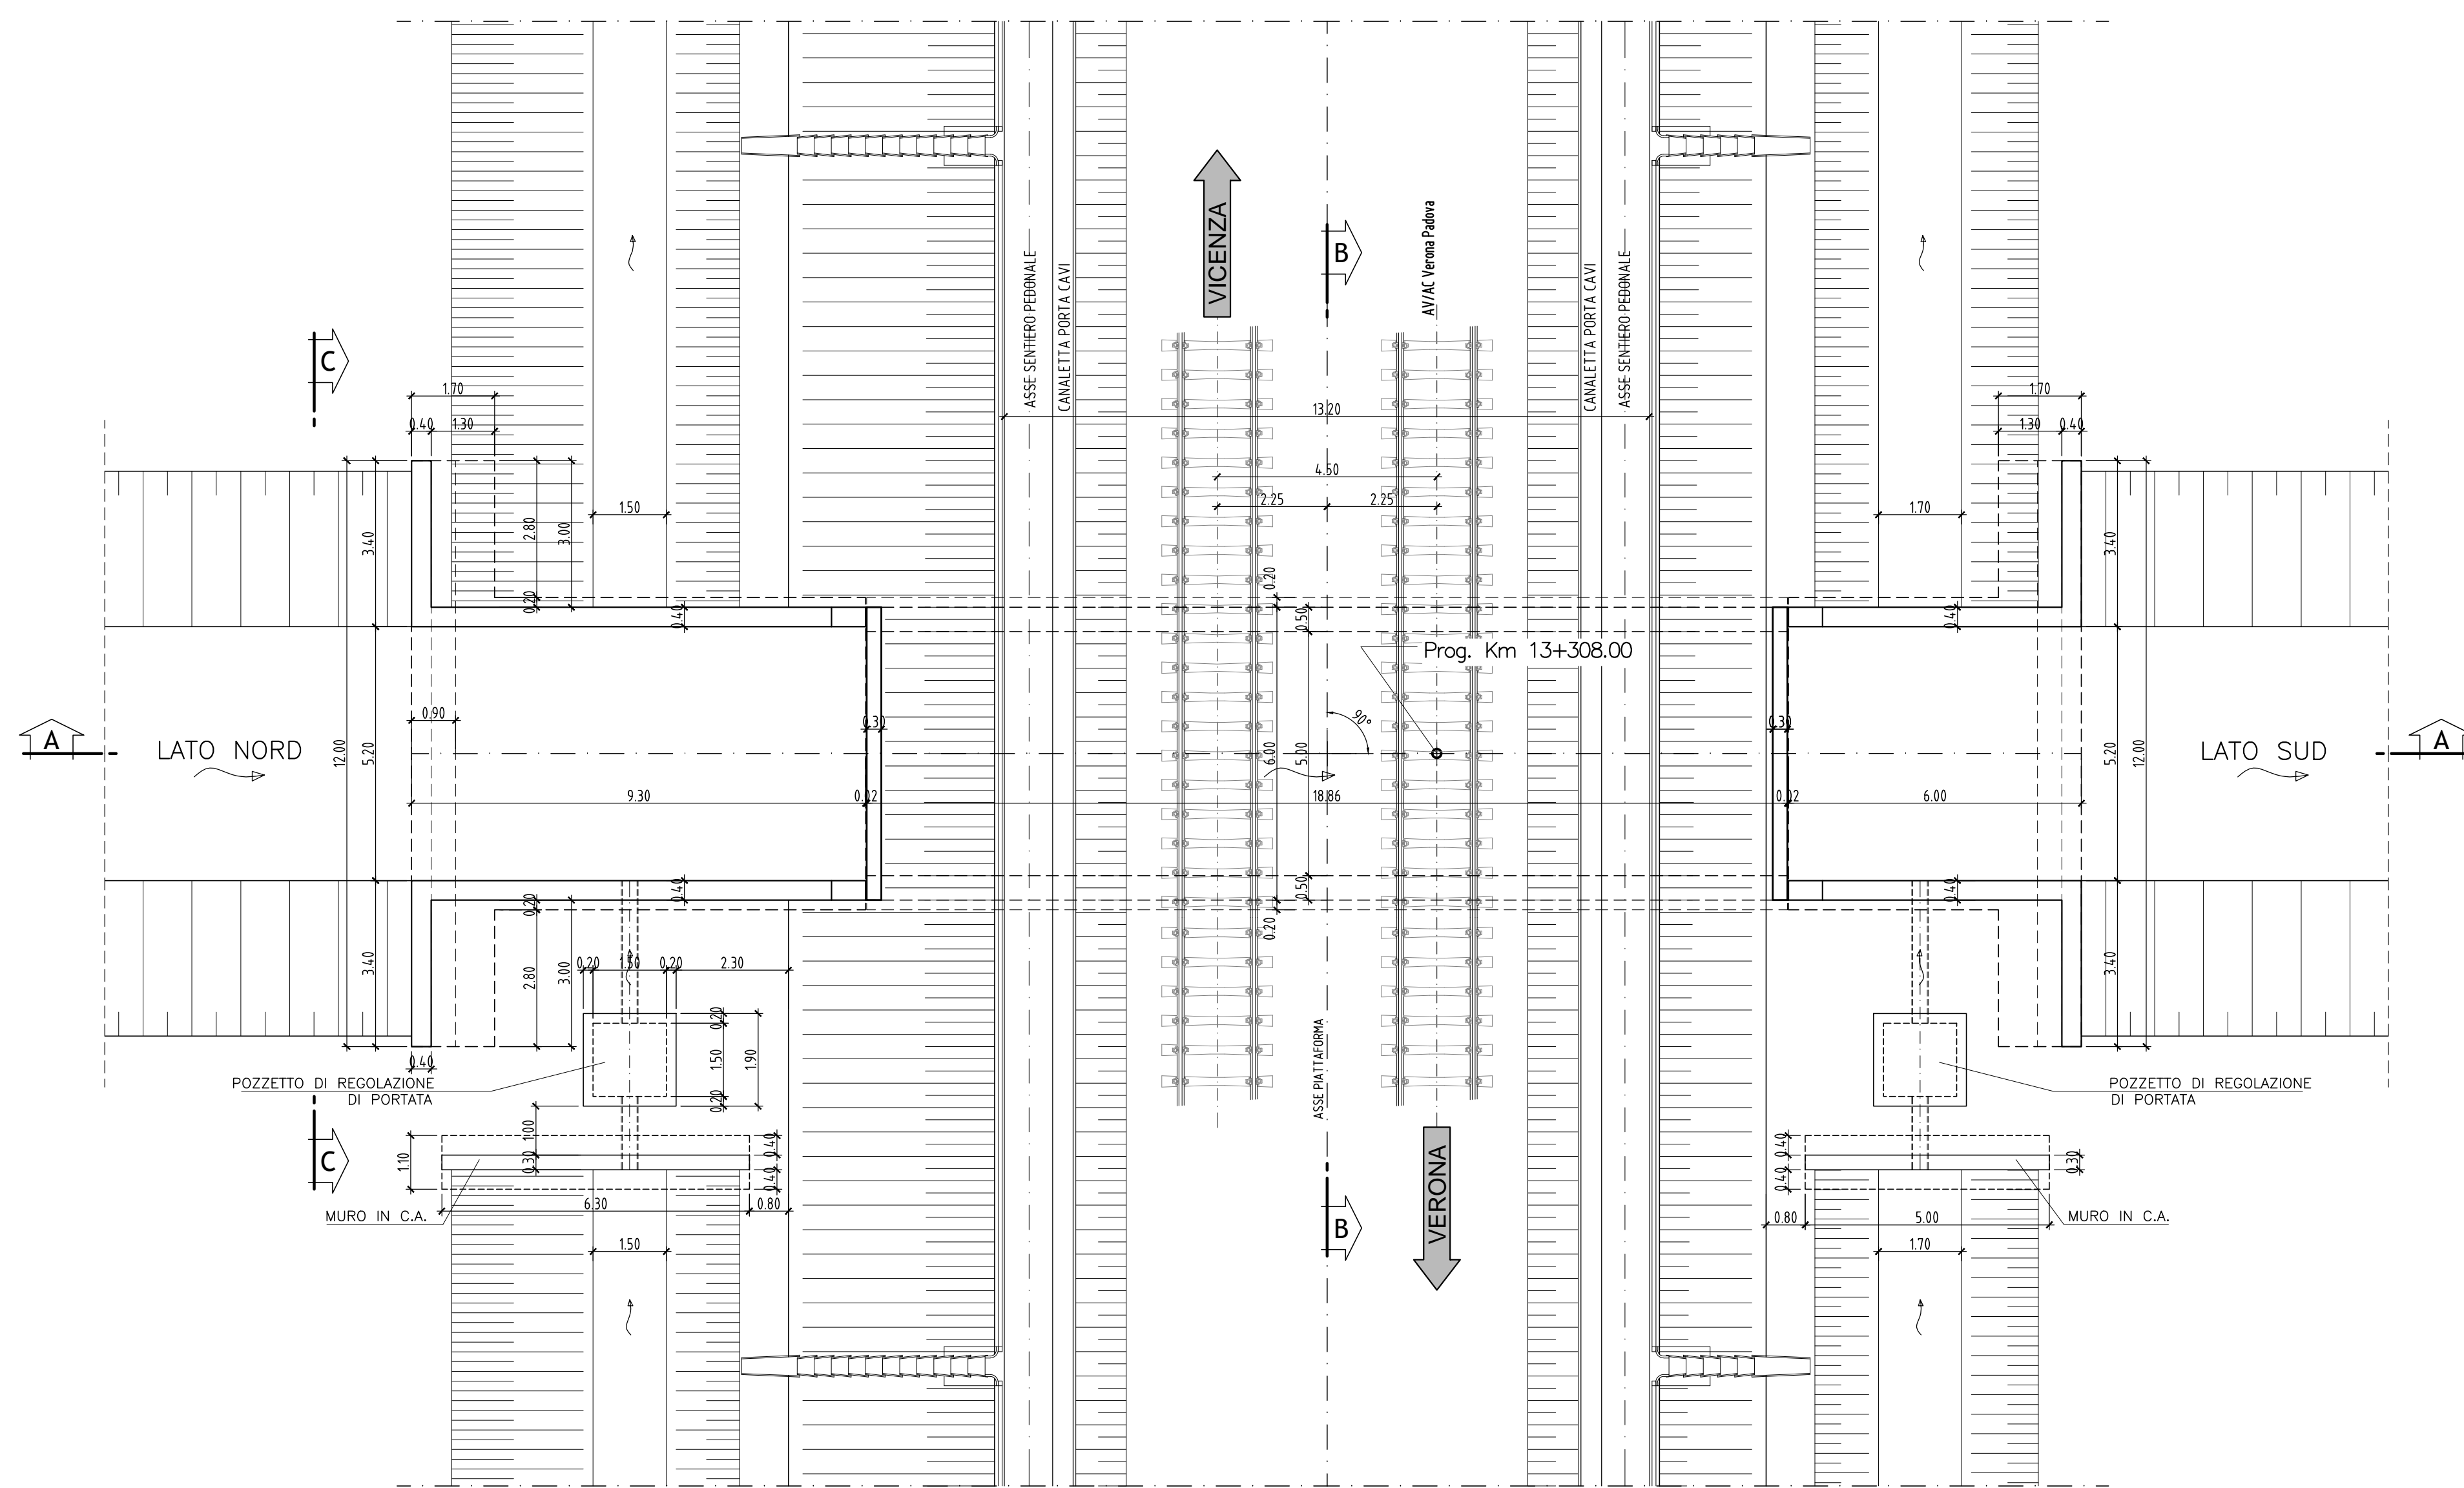 VICENZA
B
AV/AC Verona Padova
ASSE SENTIERO PEDONALE
CANALETTA PORTA CAVI
CANALETTA PORTA CAVI
ASSE SENTIERO PEDONALE
C
1.70
0.40
1.30
13.20
1.70
1.30
0.40
4.50
2.25
2.25
1.50
1.70
3.40
2.80
3.00
0.20
0.40
0.20
0.50
0.40
3.40
Prog. Km 13+308.00
90°
0.90
0.30
0.30
A
LATO NORD
12.00
5.20
6.00
5.00
5.20
12.00
LATO SUD
A
9.30
0.02
18.86
0.02
6.00
0.40
0.20
0.50
0.20
0.40
3.40
2.80
3.00
0.20
1.50
0.20
2.30
3.40
0.20
1.50
0.20
1.90
0.40
POZZETTO DI REGOLAZIONE
DI PORTATA
POZZETTO DI REGOLAZIONE
DI PORTATA
ASSE PIATTAFORMA
C
1.10
1.00
0.30
0.40
0.40
0.40
0.40
0.30
6.30
0.80
MURO IN C.A.
VERONA
B
0.80
5.00
MURO IN C.A.
1.50
1.70